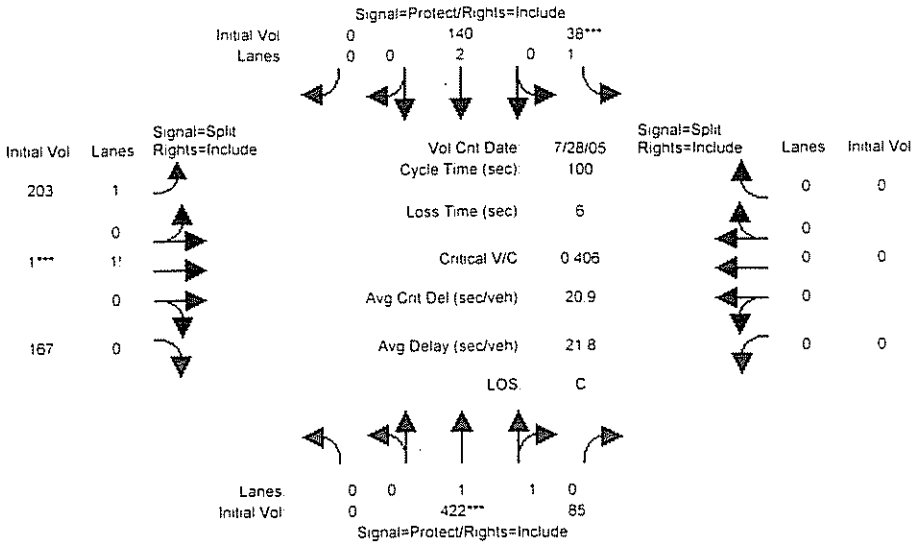 Signal=Protect/Rights=Include
Initial Vol 0 140 38***
Lanes 0 0 2 0 1
Signal=Split
Initial Vol Lanes Rights=Include
Vol Cnt Date: 7/28/05
Signal=Split
Rights=Include Lanes Initial Vol
Cycle Time (sec): 100
203 1
0 0
Loss Time (sec) 6
0
0
1*** 1!
Critical V/C 0 406
0 0
0
Avg Crit Del (sec/veh) 20.9
0
167 0
Avg Delay (sec/veh) 21 8
0 0
LOS. C
Lanes: 0 0 1 1 0
Initial Vol: 0 422*** 85
Signal=Protect/Rights=Include